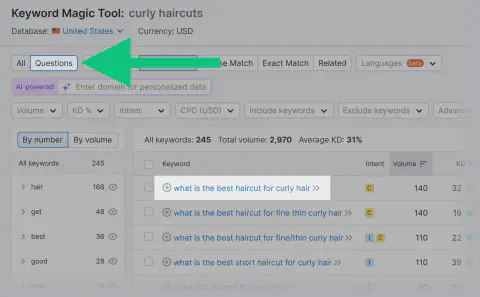 Keyword Magic Tool: curly haircuts
Database: United States Currency: USD
All Questions se Match Exact Match Related Languages beta
AI-powered Enter domain for personalized data
Volume KD % Intent CPC (USD) Include keywords Exclude keywords Advanc
By number By volume All keywords: 245 Total volume: 2,970 Average KD: 31%
All keywords 245 Keyword Intent Volume KD
hair 168 what is the best haircut for curly hair C 140 32
get 48 what is the best haircut for fine thin curly hair C 140 19
best 36 what is the best haircut for fine/thin curly hair I C 110 22
good 28 what is the best short haircut for curly hair I 110 39